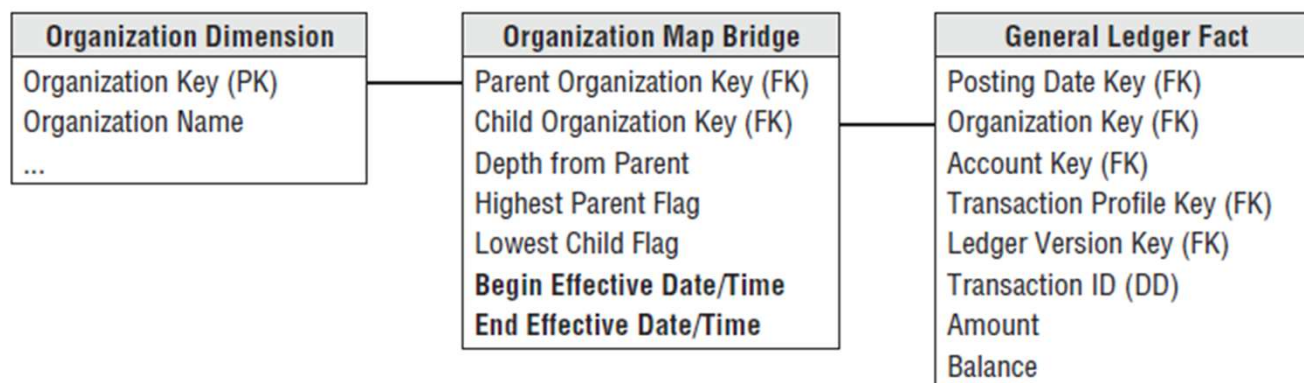 Organization Dimension
Organization Key (PK)
Organization Name
...
Organization Map Bridge
Parent Organization Key (FK)
Child Organization Key (FK)
Depth from Parent
Highest Parent Flag
Lowest Child Flag
Begin Effective Date/Time
End Effective Date/Time
General Ledger Fact
Posting Date Key (FK)
Organization Key (FK)
Account Key (FK)
Transaction Profile Key (FK)
Ledger Version Key (FK)
Transaction ID (DD)
Amount
Balance